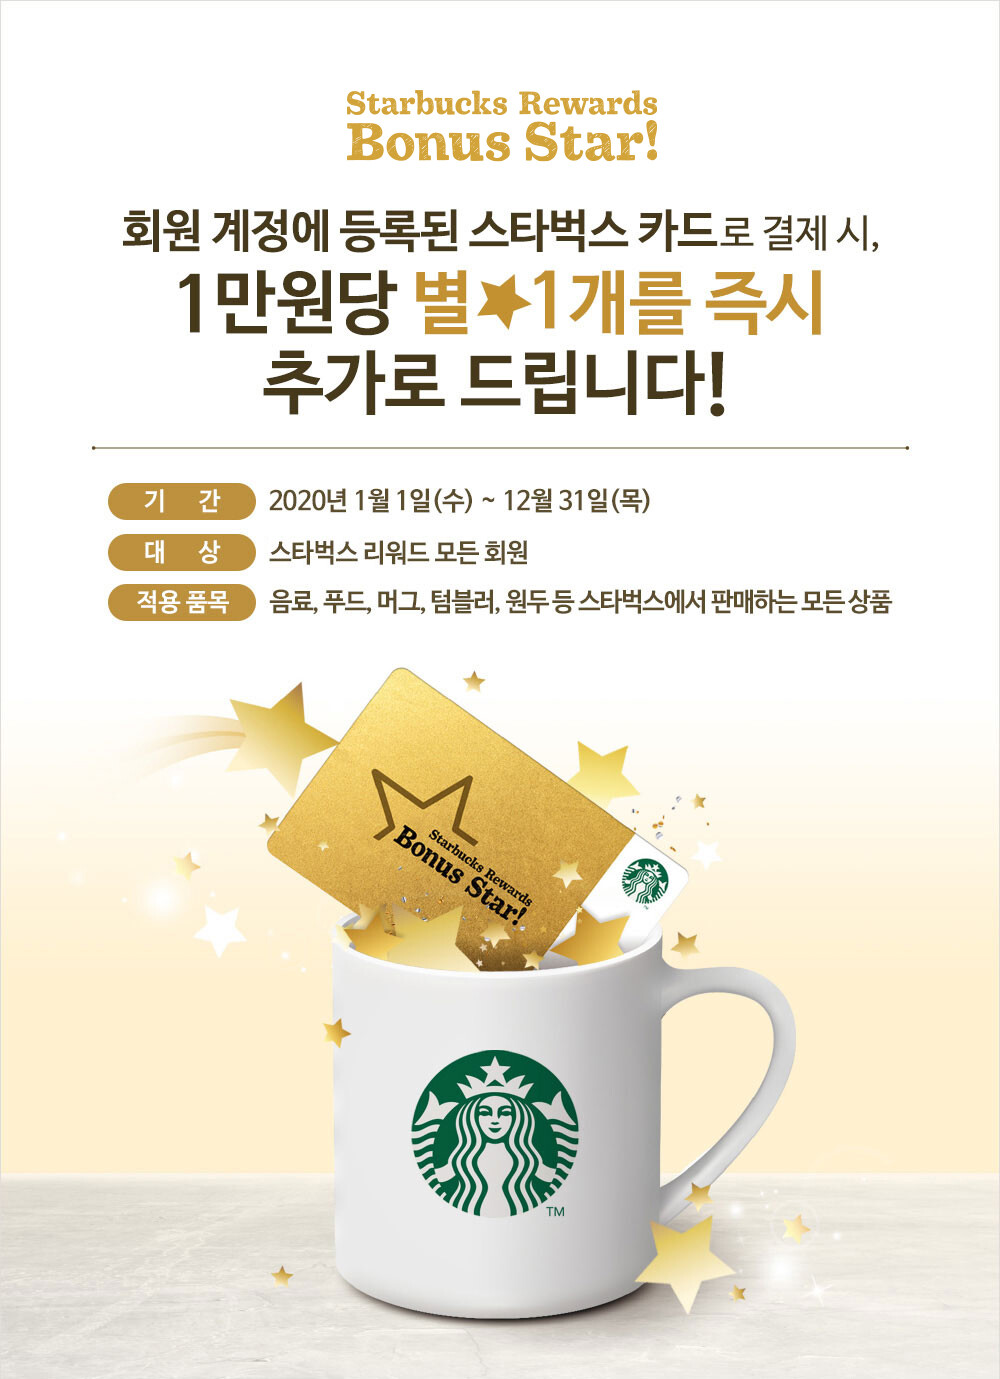 Starbucks Rewards
Bonus Star!
회원 계정에 등록된 스타벅스 카드로 결제 시,
1만원당 별★1개를 즉시
추가로 드립니다!
기 간 2020년 1월 1일(수) ~ 12월 31일(목)
대 상 스타벅스 리워드 모든 회원
적용 품목 음료, 푸드, 머그, 텀블러, 원두 등 스타벅스에서 판매하는 모든 상품
Starbucks Rewards
Bonus Star!
TM